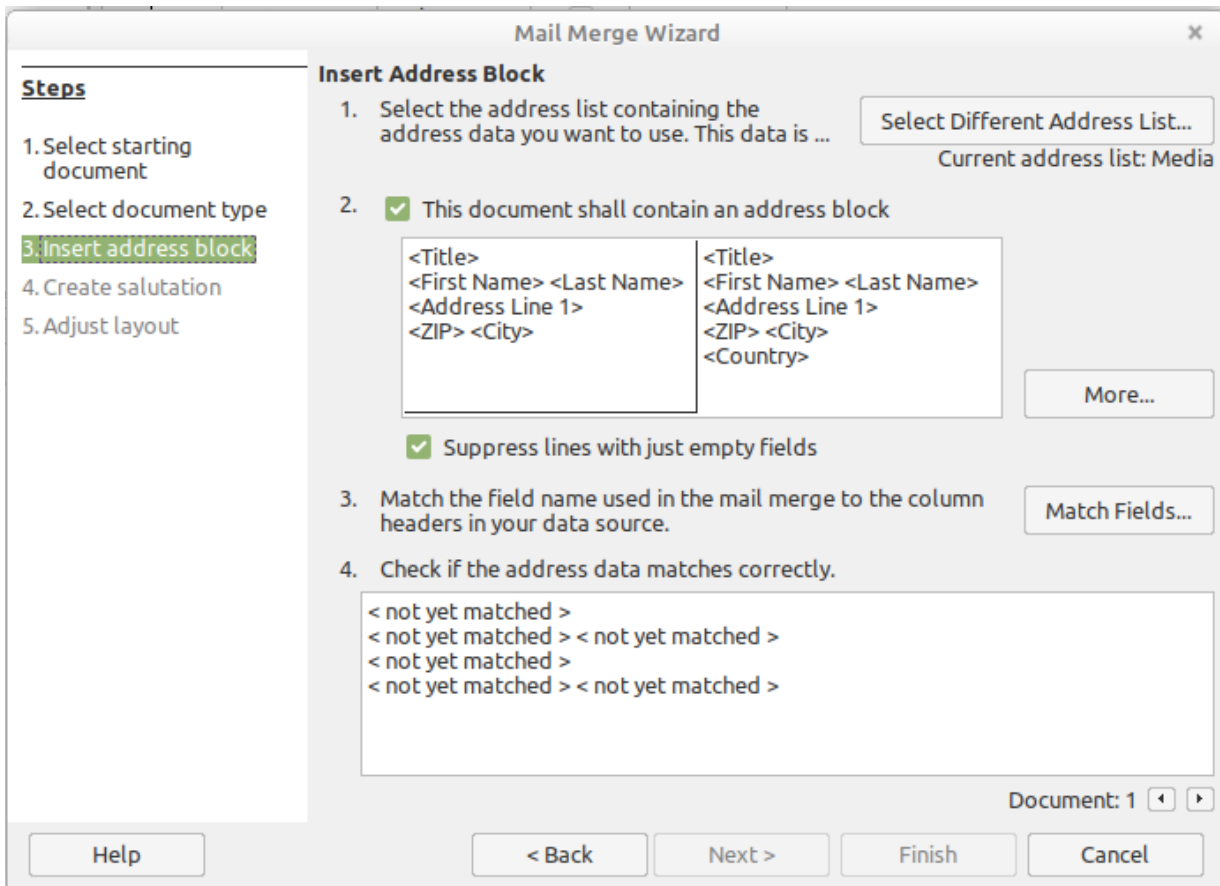 Mail Merge Wizard
Steps
1. Select starting
document
2. Select document type
3. Insert address block
4. Create salutation
5. Adjust layout
Insert Address Block
1. Select the address list containing the
address data you want to use. This data is ...
Select Different Address List...
Current address list: Media
2. This document shall contain an address block
<Title>
<First Name> <Last Name>
<Address Line 1>
<ZIP> <City>
<Title>
<First Name> <Last Name>
<Address Line 1>
<ZIP> <City>
<Country>
More...
Suppress lines with just empty fields
3. Match the field name used in the mail merge to the column
headers in your data source.
Match Fields...
4. Check if the address data matches correctly.
< not yet matched >
< not yet matched > < not yet matched >
< not yet matched >
< not yet matched > < not yet matched >
Document: 1
Help
< Back
Next >
Finish
Cancel